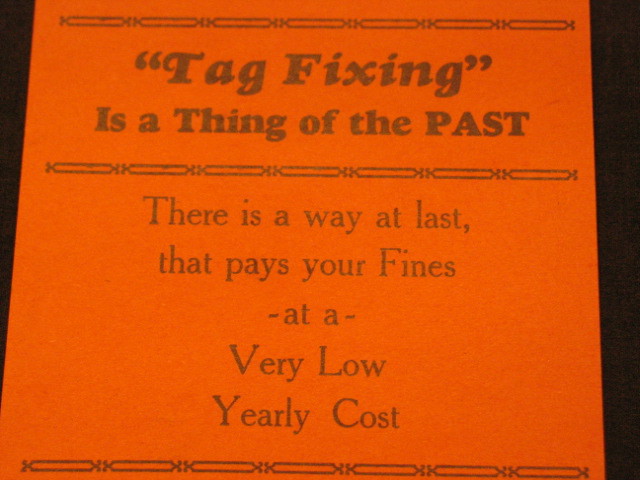 “Tag Fixing”
Is a Thing of the PAST
There is a way at last,
that pays your Fines
-at a-
Very Low
Yearly Cost